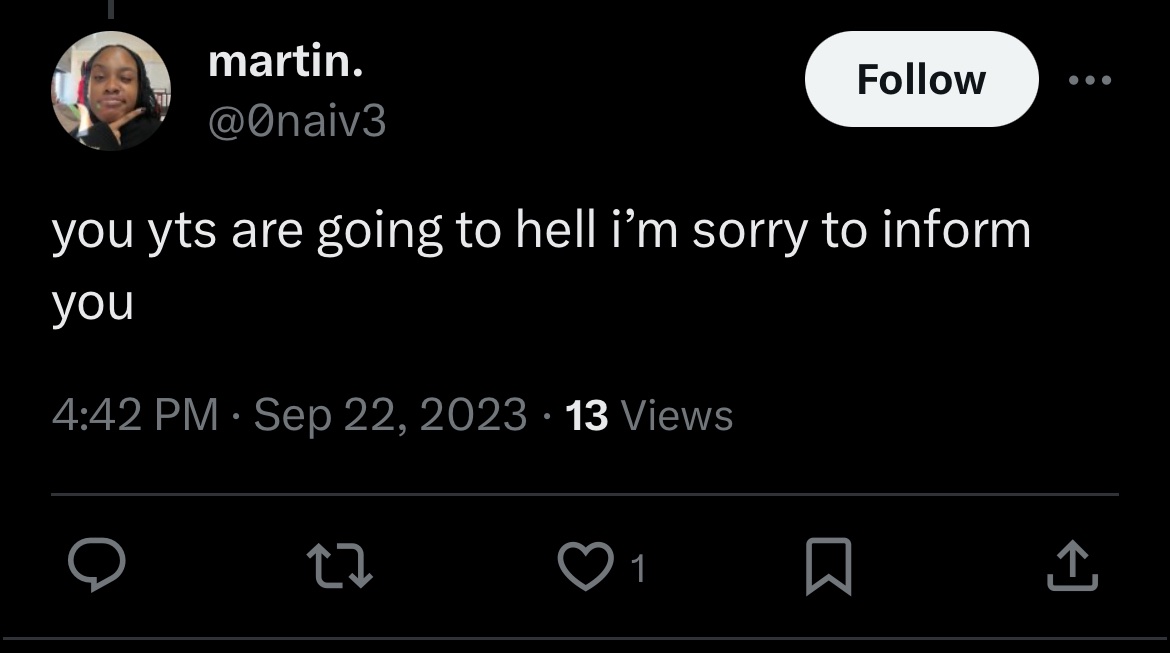 martin.
@0naiv3
Follow
you yts are going to hell i’m sorry to inform
you
4:42 PM · Sep 22, 2023 · 13 Views
1